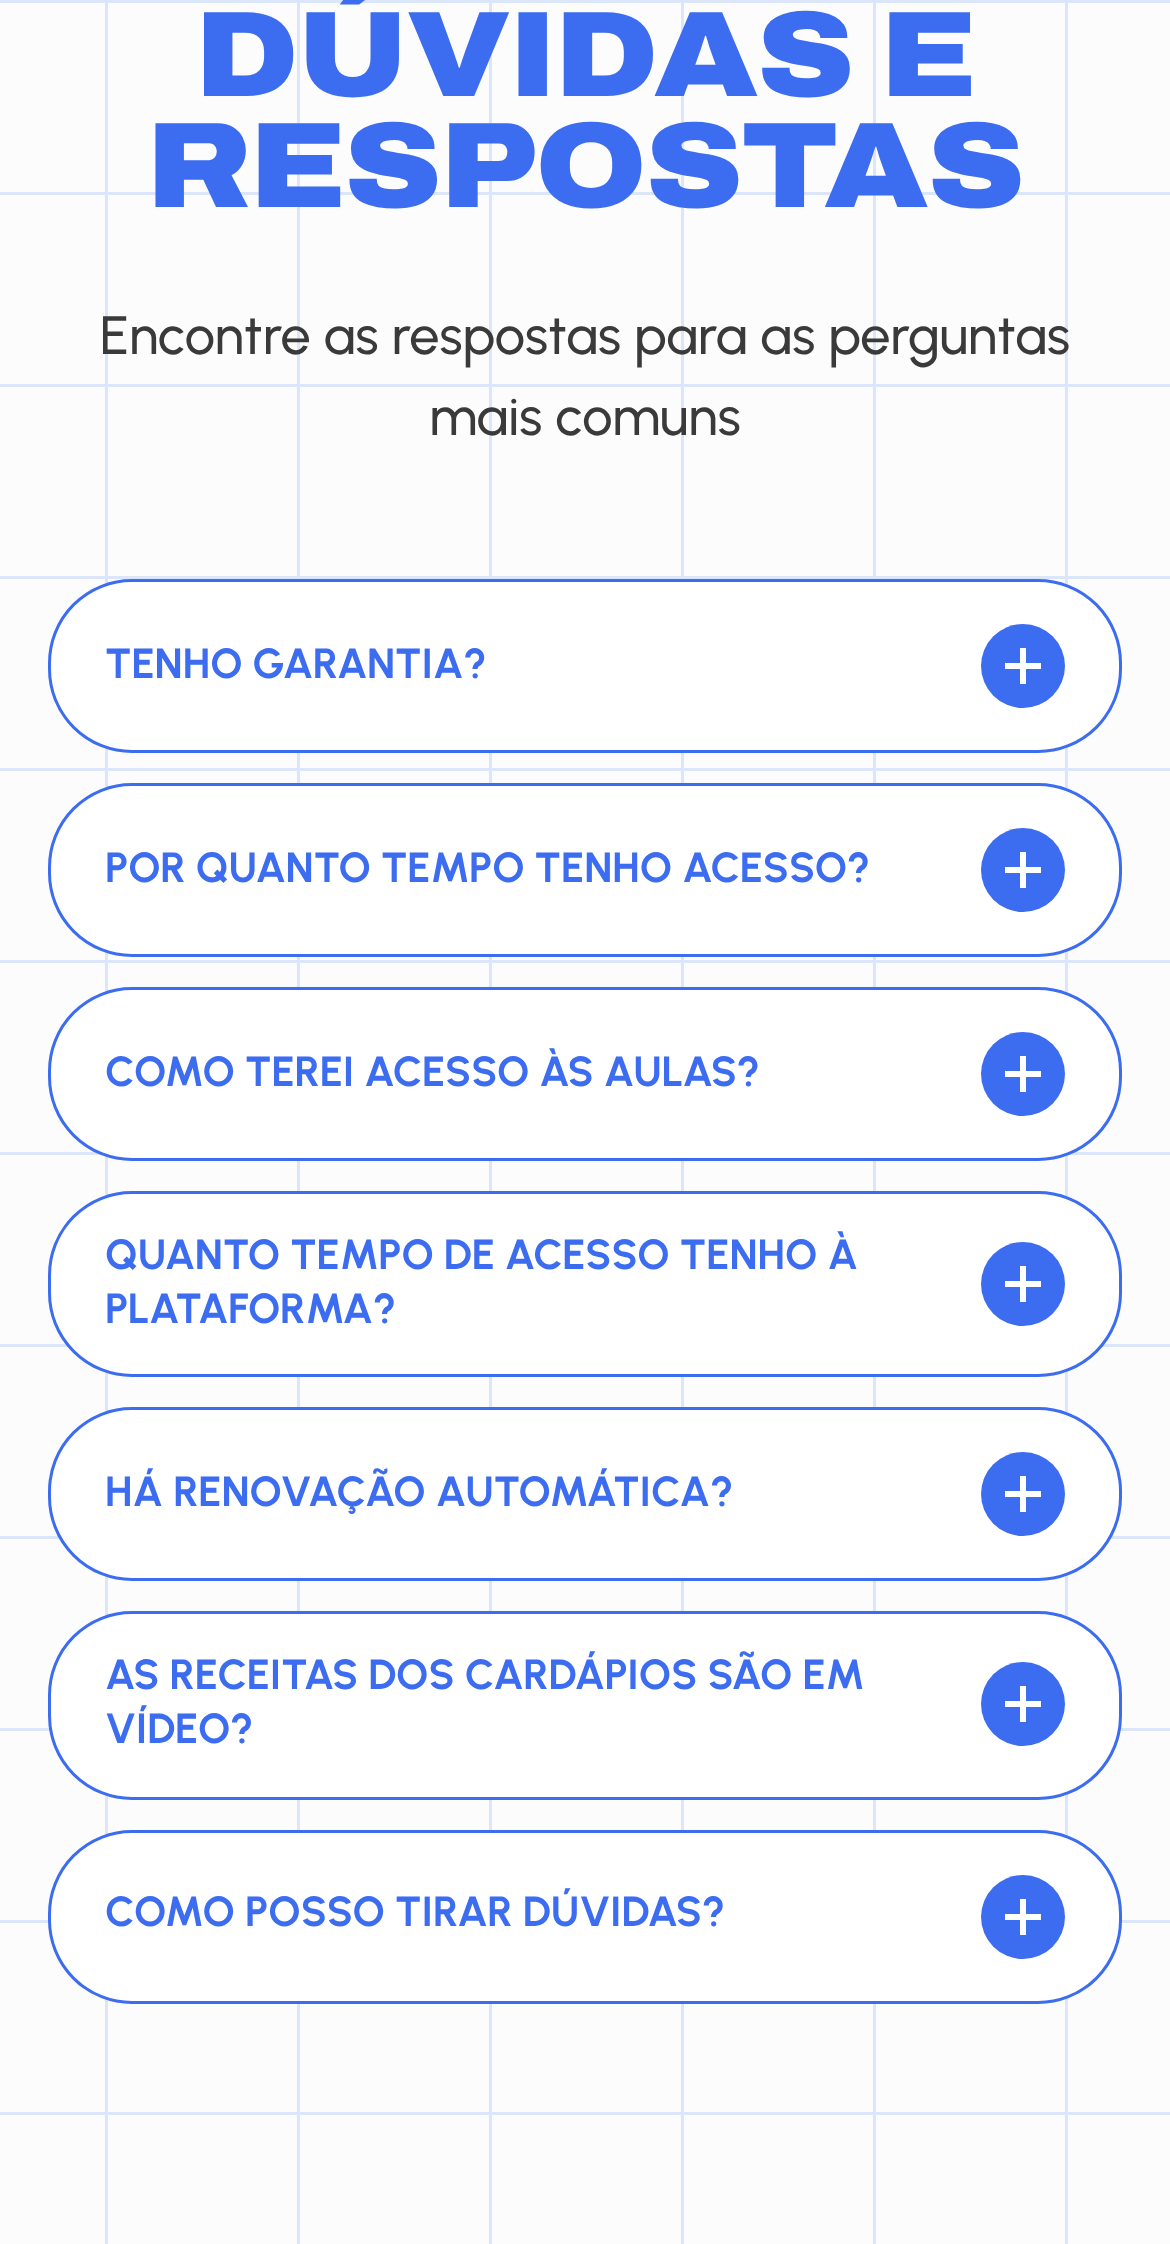 DÚVIDAS E
RESPOSTAS
Encontre as respostas para as perguntas
mais comuns
TENHO GARANTIA?
POR QUANTO TEMPO TENHO ACESSO?
COMO TEREI ACESSO ÀS AULAS?
QUANTO TEMPO DE ACESSO TENHO À
PLATAFORMA?
HÁ RENOVAÇÃO AUTOMÁTICA?
AS RECEITAS DOS CARDÁPIOS SÃO EM
VÍDEO?
COMO POSSO TIRAR DÚVIDAS?